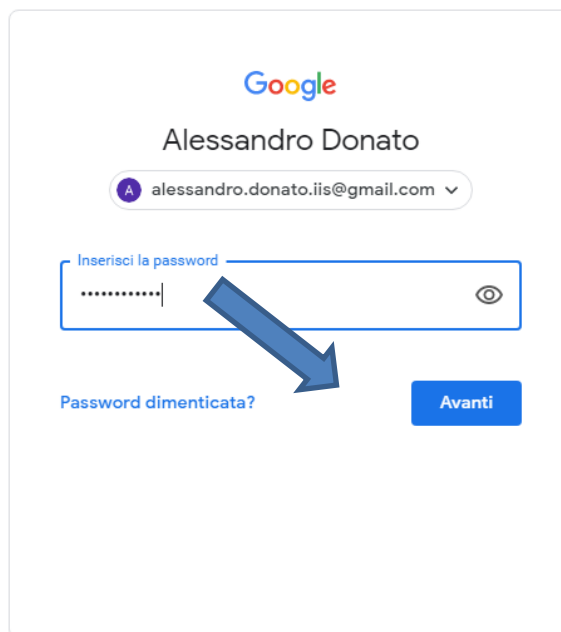 Google
Alessandro Donato
A alessandro.donato.iis@gmail.com
Inserisci la password
••••••••••••
Password dimenticata? Avanti